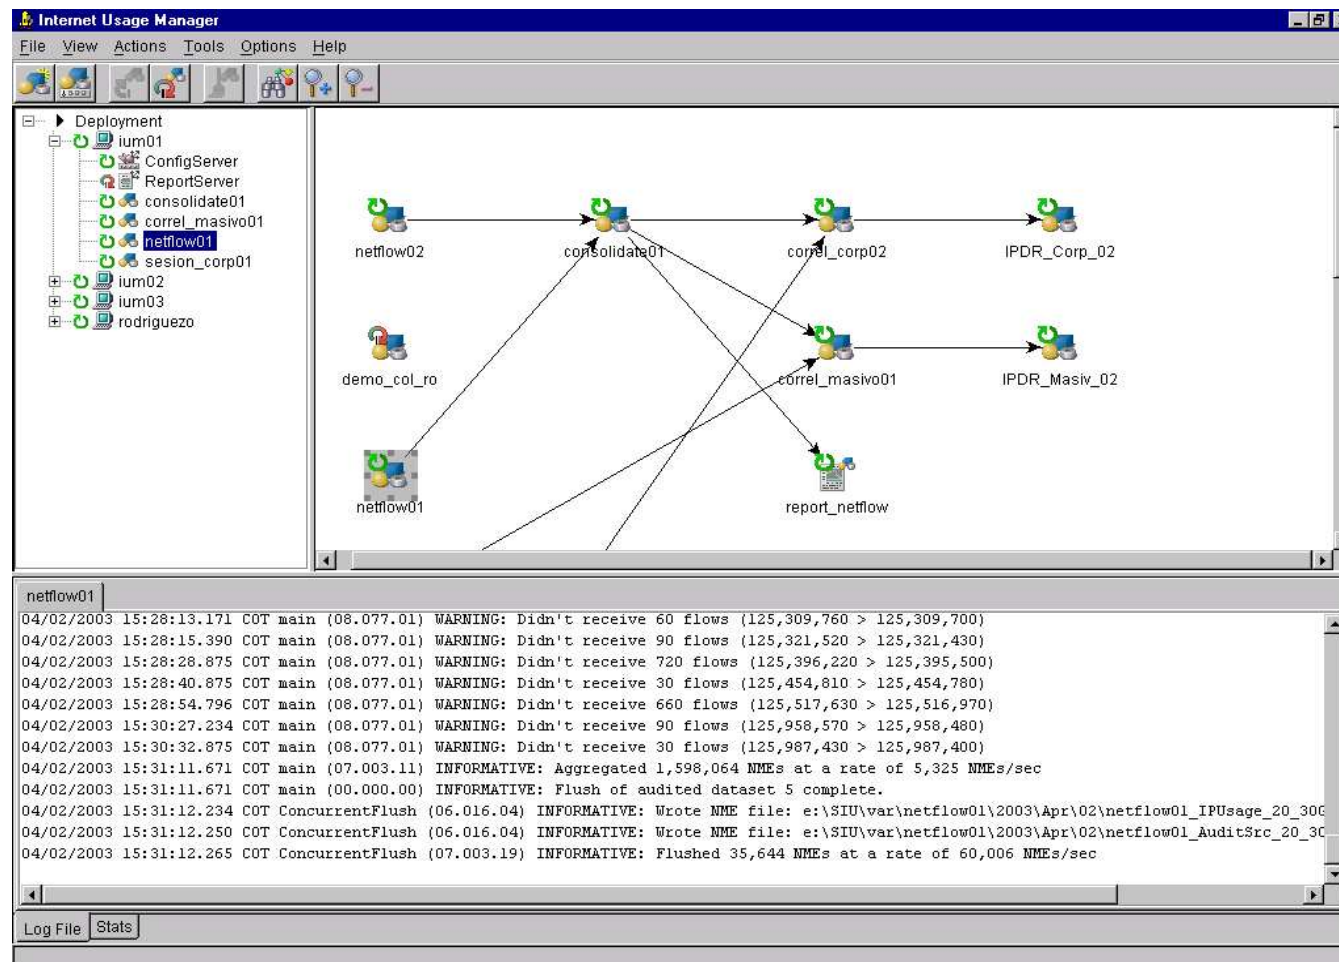 Internet Usage Manager
File View Actions Tools Options Help
Deployment
ium01
ConfigServer
ReportServer
consolidate01
correl_masivo01
netflow01
sesion_corp01
ium02
ium03
rodriguezo
netflow02
consolidate01
correl_corp02
IPDR_Corp_02
demo_col_ro
correl_masivo01
IPDR_Masiv_02
netflow01
report_netflow
netflow01
04/02/2003 15:28:13.171 COT main (08.077.01) WARNING: Didn't receive 60 flows (125,309,760 > 125,309,700)
04/02/2003 15:28:15.390 COT main (08.077.01) WARNING: Didn't receive 90 flows (125,321,520 > 125,321,430)
04/02/2003 15:28:28.875 COT main (08.077.01) WARNING: Didn't receive 720 flows (125,396,220 > 125,395,500)
04/02/2003 15:28:40.875 COT main (08.077.01) WARNING: Didn't receive 30 flows (125,454,810 > 125,454,780)
04/02/2003 15:28:54.796 COT main (08.077.01) WARNING: Didn't receive 660 flows (125,517,630 > 125,516,970)
04/02/2003 15:30:27.234 COT main (08.077.01) WARNING: Didn't receive 90 flows (125,958,570 > 125,958,480)
04/02/2003 15:30:32.875 COT main (08.077.01) WARNING: Didn't receive 30 flows (125,987,430 > 125,987,400)
04/02/2003 15:31:11.671 COT main (07.003.11) INFORMATIVE: Aggregated 1,598,064 NMEs at a rate of 5,325 NMEs/sec
04/02/2003 15:31:11.671 COT main (00.000.00) INFORMATIVE: Flush of audited dataset 5 complete.
04/02/2003 15:31:12.234 COT ConcurrentFlush (06.016.04) INFORMATIVE: Wrote NME file: e:\SIU\var\netflow01\2003\Apr\02\netflow01_IPUsage_20_30G
04/02/2003 15:31:12.250 COT ConcurrentFlush (06.016.04) INFORMATIVE: Wrote NME file: e:\SIU\var\netflow01\2003\Apr\02\netflow01_AuditSrc_20_30
04/02/2003 15:31:12.265 COT ConcurrentFlush (07.003.19) INFORMATIVE: Flushed 35,644 NMEs at a rate of 60,006 NMEs/sec
Log File Stats